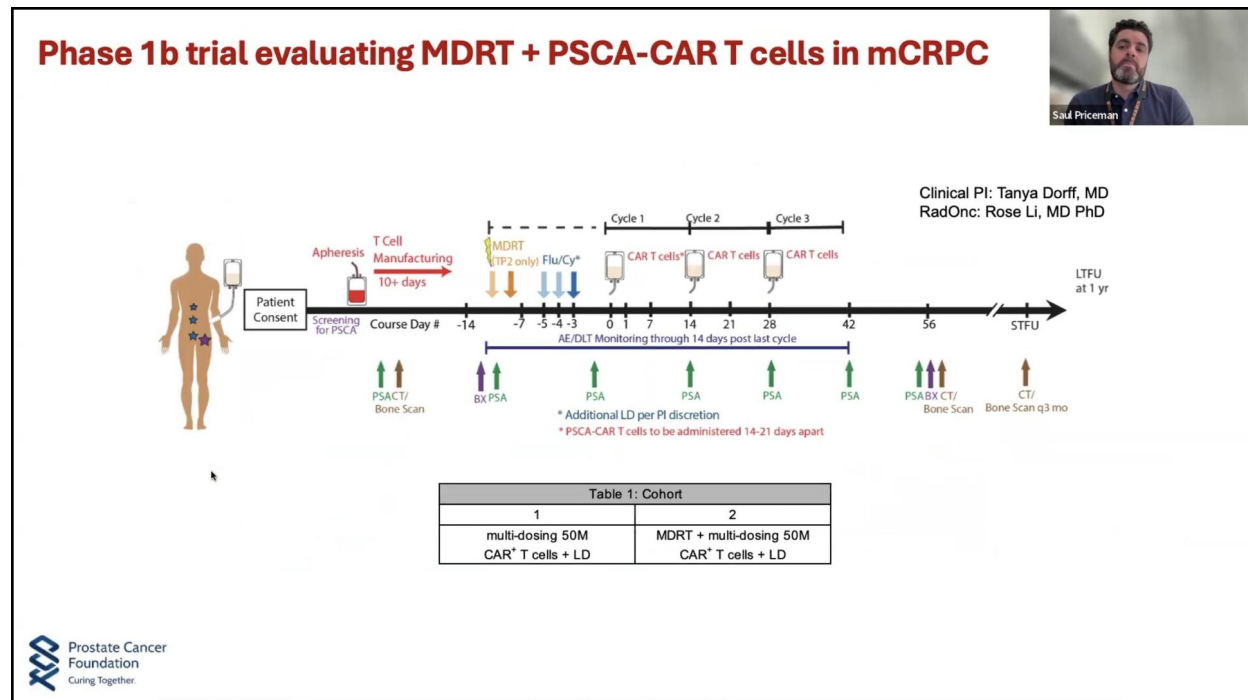 Phase 1b trial evaluating MDRT + PSCA-CAR T cells in mCRPC
Saul Priceman
Clinical PI: Tanya Dorff, MD
RadOnc: Rose Li, MD PhD
Cycle 1 Cycle 2 Cycle 3
Apheresis
T Cell
Manufacturing
10+ days
MDRT
(TP2 only)
Flu/Cy*
CAR T cells* CAR T cells CAR T cells
LTFU
at 1 yr
Patient
Consent
Screening
for PSCA
Course Day # -14 -7 -5 -4 -3 0 1 7 14 21 28 42 56 STFU
AE/DLT Monitoring through 14 days post last cycle
PSA CT/
Bone Scan
BX PSA PSA PSA PSA PSA PSA BX CT/
Bone Scan
CT/
Bone Scan q3 mo
* Additional LD per PI discretion
* PSCA-CAR T cells to be administered 14-21 days apart
Table 1: Cohort
1 2
multi-dosing 50M
CAR⁺ T cells + LD
MDRT + multi-dosing 50M
CAR⁺ T cells + LD
Prostate Cancer
Foundation
Curing Together.